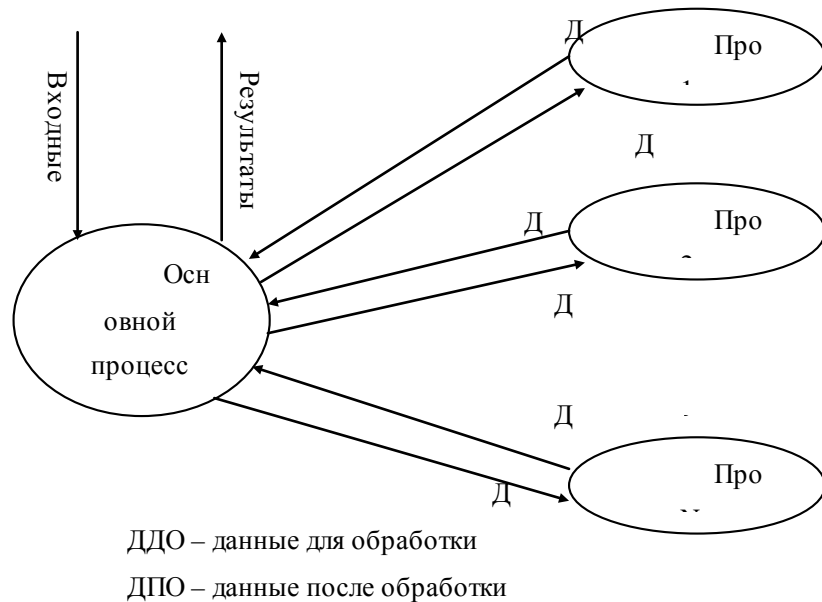 Входные
Результаты
Д
Про
Д
Д
Про
Д
Осн
овной
процесс
Д
Про
Д
ДДО – данные для обработки
ДПО – данные после обработки